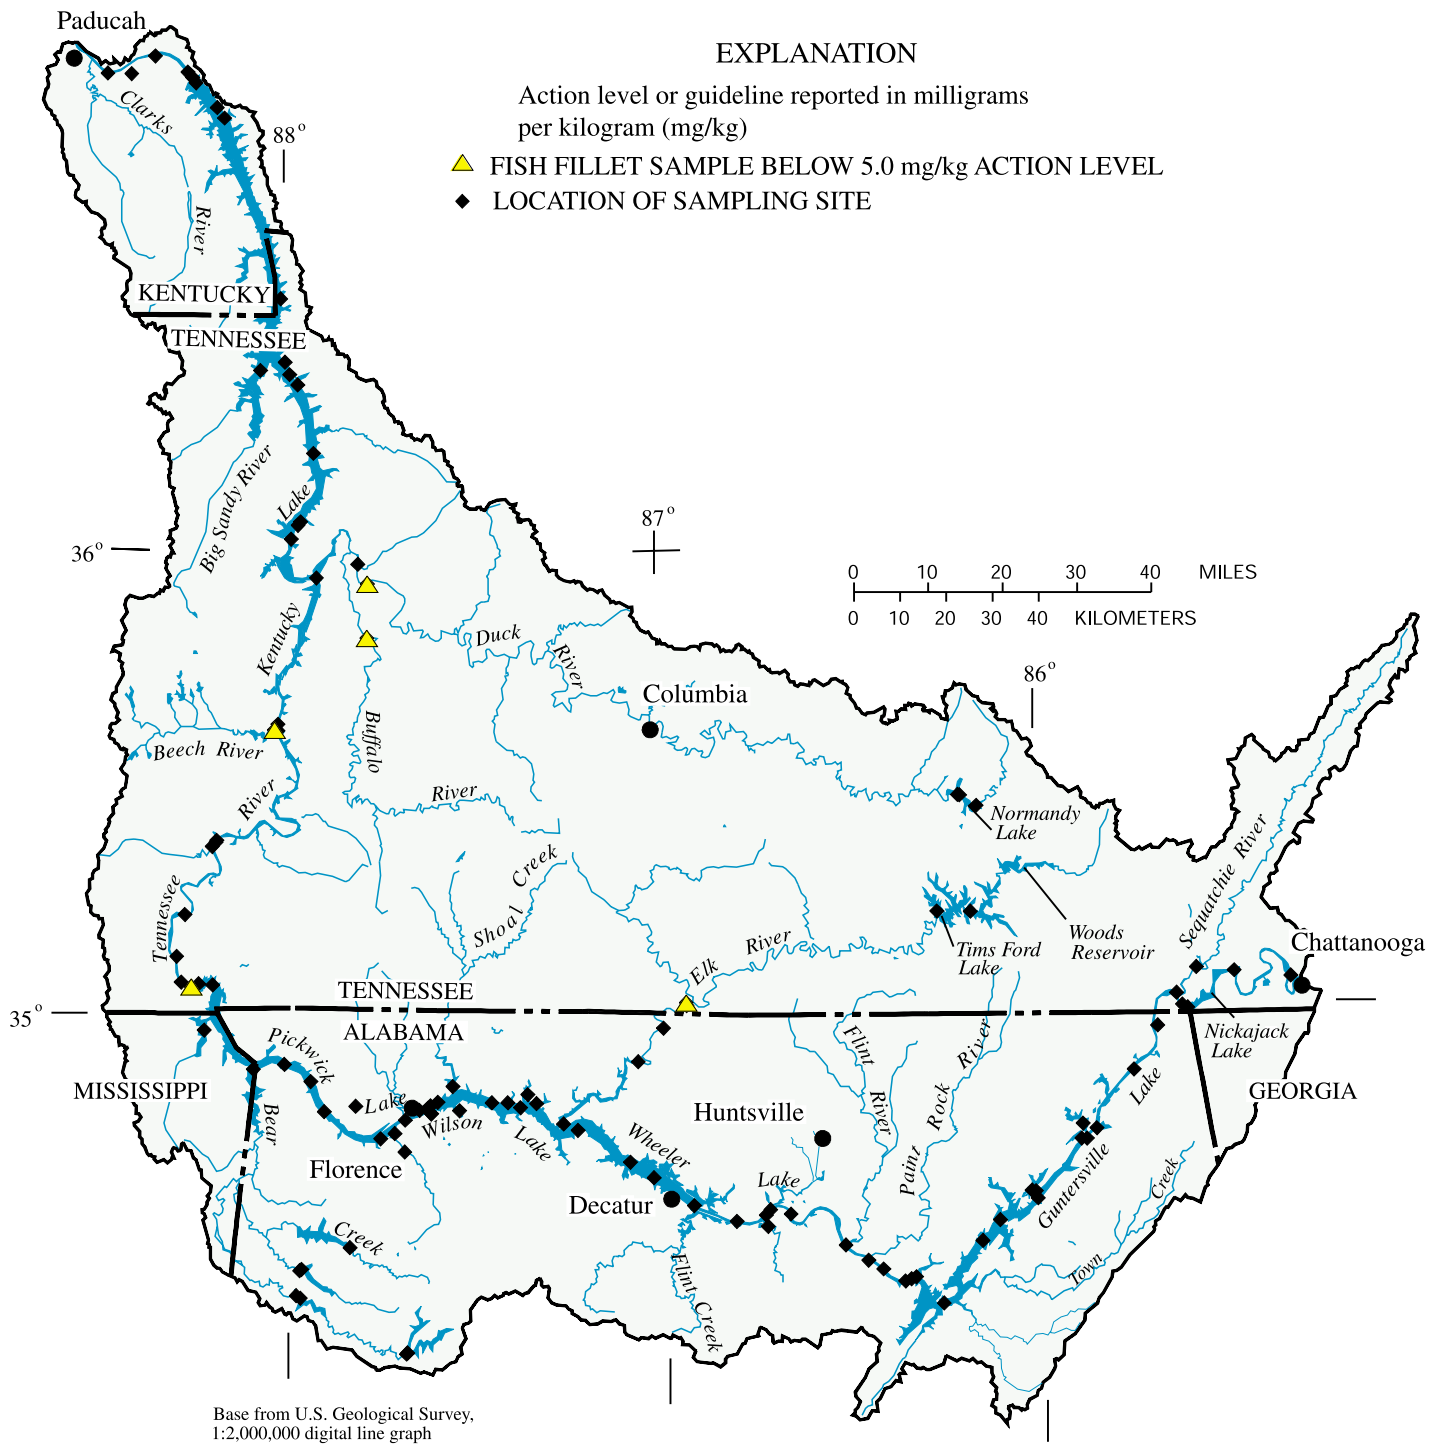 Paducah
EXPLANATION
Action level or guideline reported in milligrams
per kilogram (mg/kg)
FISH FILLET SAMPLE BELOW 5.0 mg/kg ACTION LEVEL
LOCATION OF SAMPLING SITE
88°
Clarks
River
KENTUCKY
TENNESSEE
Big Sandy River
Lake
Kentucky
36°
87°
0 10 20 30 40 MILES
0 10 20 30 40 KILOMETERS
Duck
River
86°
Columbia
Buffalo
River
Beech River
River
Normandy
Lake
Creek
Shoal
Tennessee
Sequatchie River
Woods
Reservoir
Tims Ford
Lake
River
Elk
Chattanooga
TENNESSEE
ALABAMA
35°
Nickajack
Lake
GEORGIA
MISSISSIPPI
Pickwick
Lake
Bear
Wilson
Lake
Florence
Wheeler
Lake
Huntsville
Decatur
Flint
River
Paint Rock River
Lake
Guntersville
Creek
Town
Creek
Flint Creek
Base from U.S. Geological Survey,
1:2,000,000 digital line graph